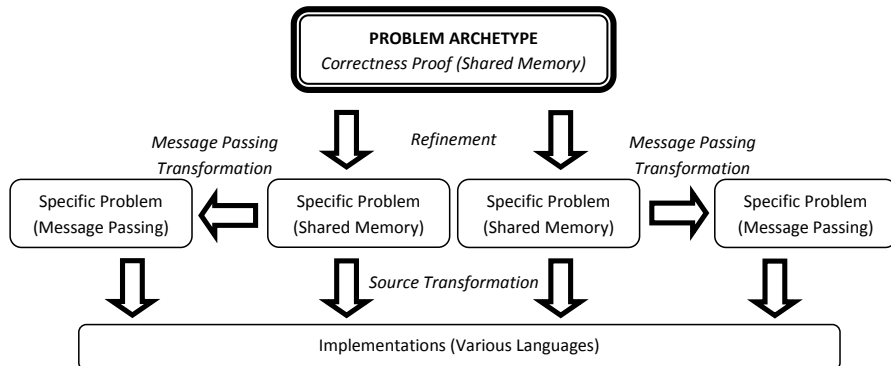 PROBLEM ARCHETYPE
Correctness Proof (Shared Memory)
Message Passing
Transformation
Refinement
Message Passing
Transformation
Specific Problem
(Message Passing)
Specific Problem
(Shared Memory)
Specific Problem
(Shared Memory)
Specific Problem
(Message Passing)
Source Transformation
Implementations (Various Languages)